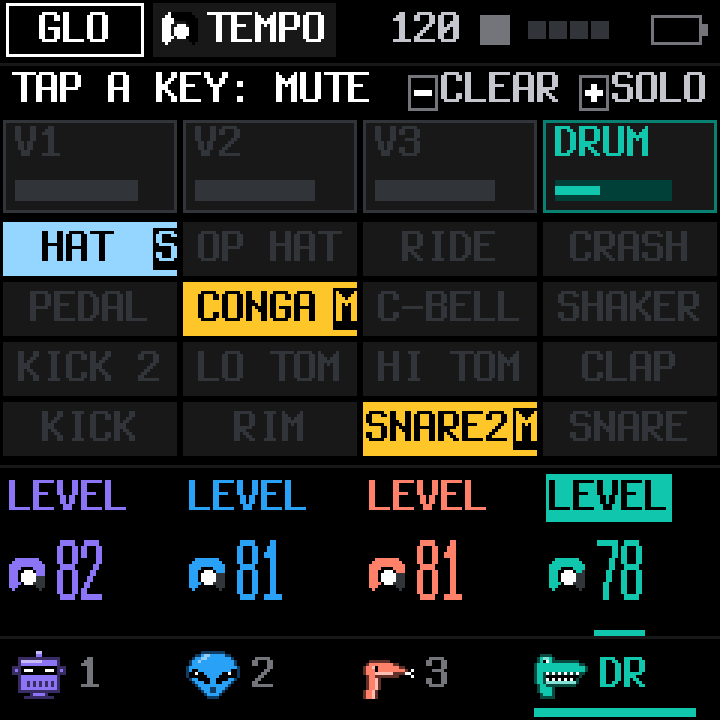 GLO TEMPO 120
TAP A KEY: MUTE -CLEAR +SOLO
V1 V2 V3 DRUM
HAT S OP HAT RIDE CRASH
PEDAL CONGA M C-BELL SHAKER
KICK 2 LO TOM HI TOM CLAP
KICK RIM SNARE2 M SNARE
LEVEL LEVEL LEVEL LEVEL
82 81 81 78
1 2 3 DR